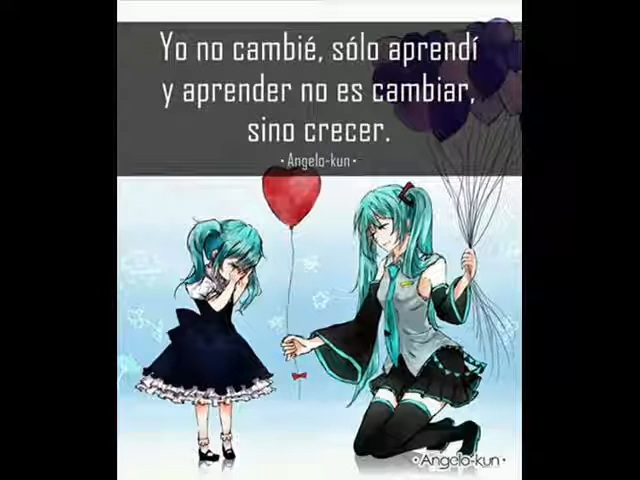 Yo no cambié, sólo aprendí
y aprender no es cambiar,
sino crecer.
• Angelo-kun •
• Angelo-kun •